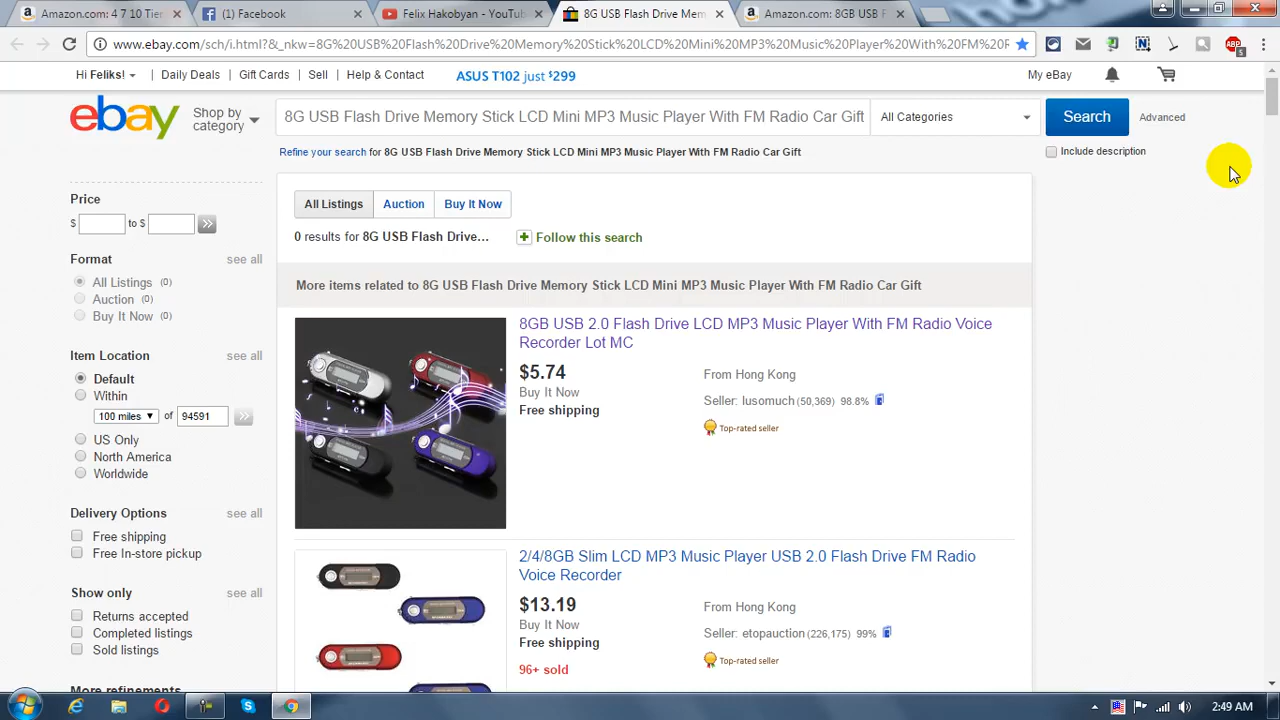 Amazon.com: 4 7 10 Tier
(1) Facebook
Felix Hakobyan - YouTub
8G USB Flash Drive Mem
Amazon.com: 8GB USB F
www.ebay.com/sch/i.html?&_nkw=8G%20USB%20Flash%20Drive%20Memory%20Stick%20LCD%20Mini%20MP3%20Music%20Player%20With%20FM%20R
ABP
5
Hi Feliks!
Daily Deals
Gift Cards
Sell
Help & Contact
ASUS T102 just $299
My eBay
ebay
Shop by
category
8G USB Flash Drive Memory Stick LCD Mini MP3 Music Player With FM Radio Car Gift
All Categories
Search
Advanced
Refine your search for 8G USB Flash Drive Memory Stick LCD Mini MP3 Music Player With FM Radio Car Gift
Include description
Price
$ to $
Format see all
All Listings (0)
Auction (0)
Buy It Now (0)
Item Location see all
Default
Within
100 miles of 94591
US Only
North America
Worldwide
Delivery Options see all
Free shipping
Free In-store pickup
Show only see all
Returns accepted
Completed listings
Sold listings
More refinements
All Listings
Auction
Buy It Now
0 results for 8G USB Flash Drive...
Follow this search
More items related to 8G USB Flash Drive Memory Stick LCD Mini MP3 Music Player With FM Radio Car Gift
8GB USB 2.0 Flash Drive LCD MP3 Music Player With FM Radio Voice
Recorder Lot MC
$5.74
Buy It Now
Free shipping
From Hong Kong
Seller: lusomuch (50,369) 98.8%
Top-rated seller
2/4/8GB Slim LCD MP3 Music Player USB 2.0 Flash Drive FM Radio
Voice Recorder
$13.19
Buy It Now
Free shipping
96+ sold
From Hong Kong
Seller: etopauction (226,175) 99%
Top-rated seller
2:49 AM